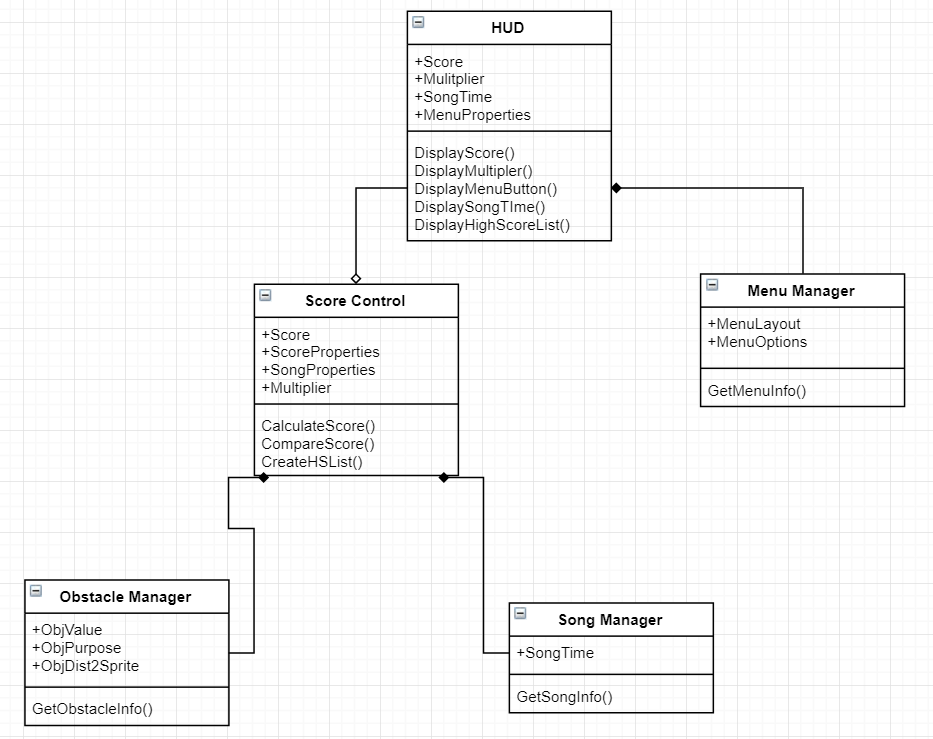 HUD
+Score
+Mulitplier
+SongTime
+MenuProperties
DisplayScore()
DisplayMultipler()
DisplayMenuButton()
DisplaySongTIme()
DisplayHighScoreList()
Score Control
+Score
+ScoreProperties
+SongProperties
+Multiplier
CalculateScore()
CompareScore()
CreateHSList()
Menu Manager
+MenuLayout
+MenuOptions
GetMenuInfo()
Obstacle Manager
+ObjValue
+ObjPurpose
+ObjDist2Sprite
GetObstacleInfo()
Song Manager
+SongTime
GetSongInfo()